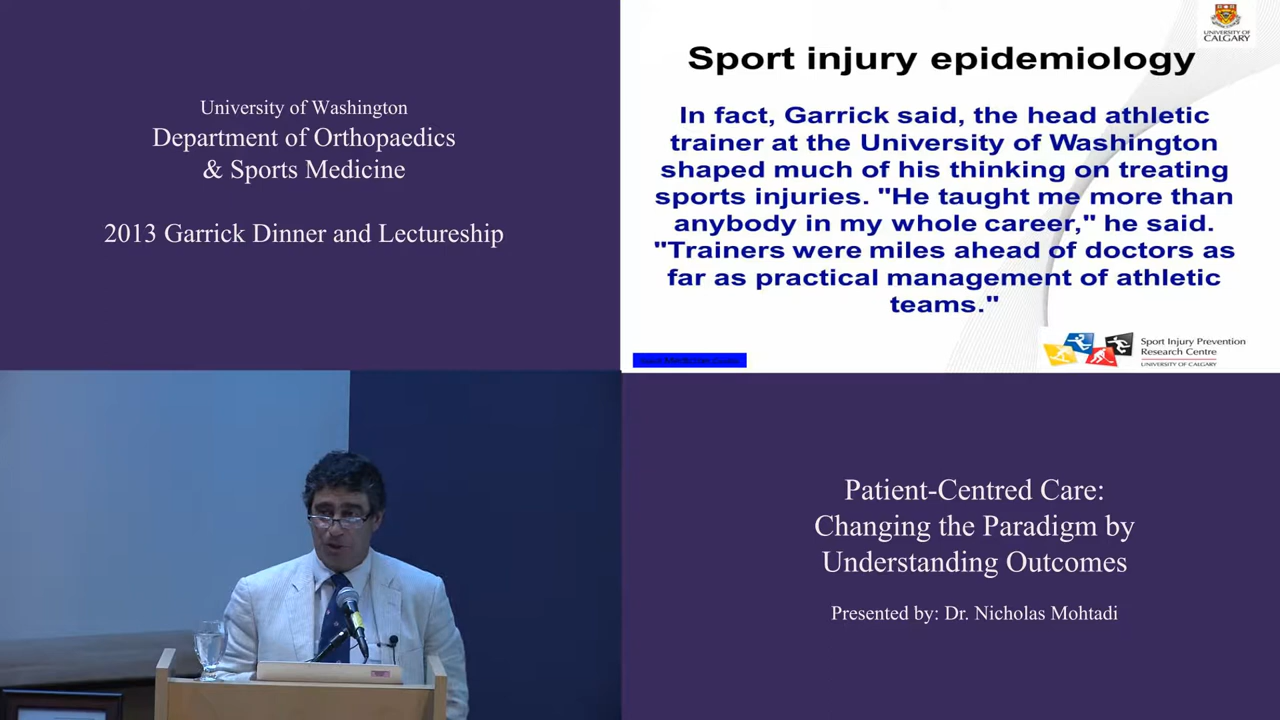 University of Washington
Department of Orthopaedics
& Sports Medicine
2013 Garrick Dinner and Lectureship
UNIVERSITY OF
CALGARY
Sport injury epidemiology
In fact, Garrick said, the head athletic
trainer at the University of Washington
shaped much of his thinking on treating
sports injuries. "He taught me more than
anybody in my whole career," he said.
"Trainers were miles ahead of doctors as
far as practical management of athletic
teams."
Sport Injury Prevention
Research Centre
UNIVERSITY OF CALGARY
Patient-Centred Care:
Changing the Paradigm by
Understanding Outcomes
Presented by: Dr. Nicholas Mohtadi